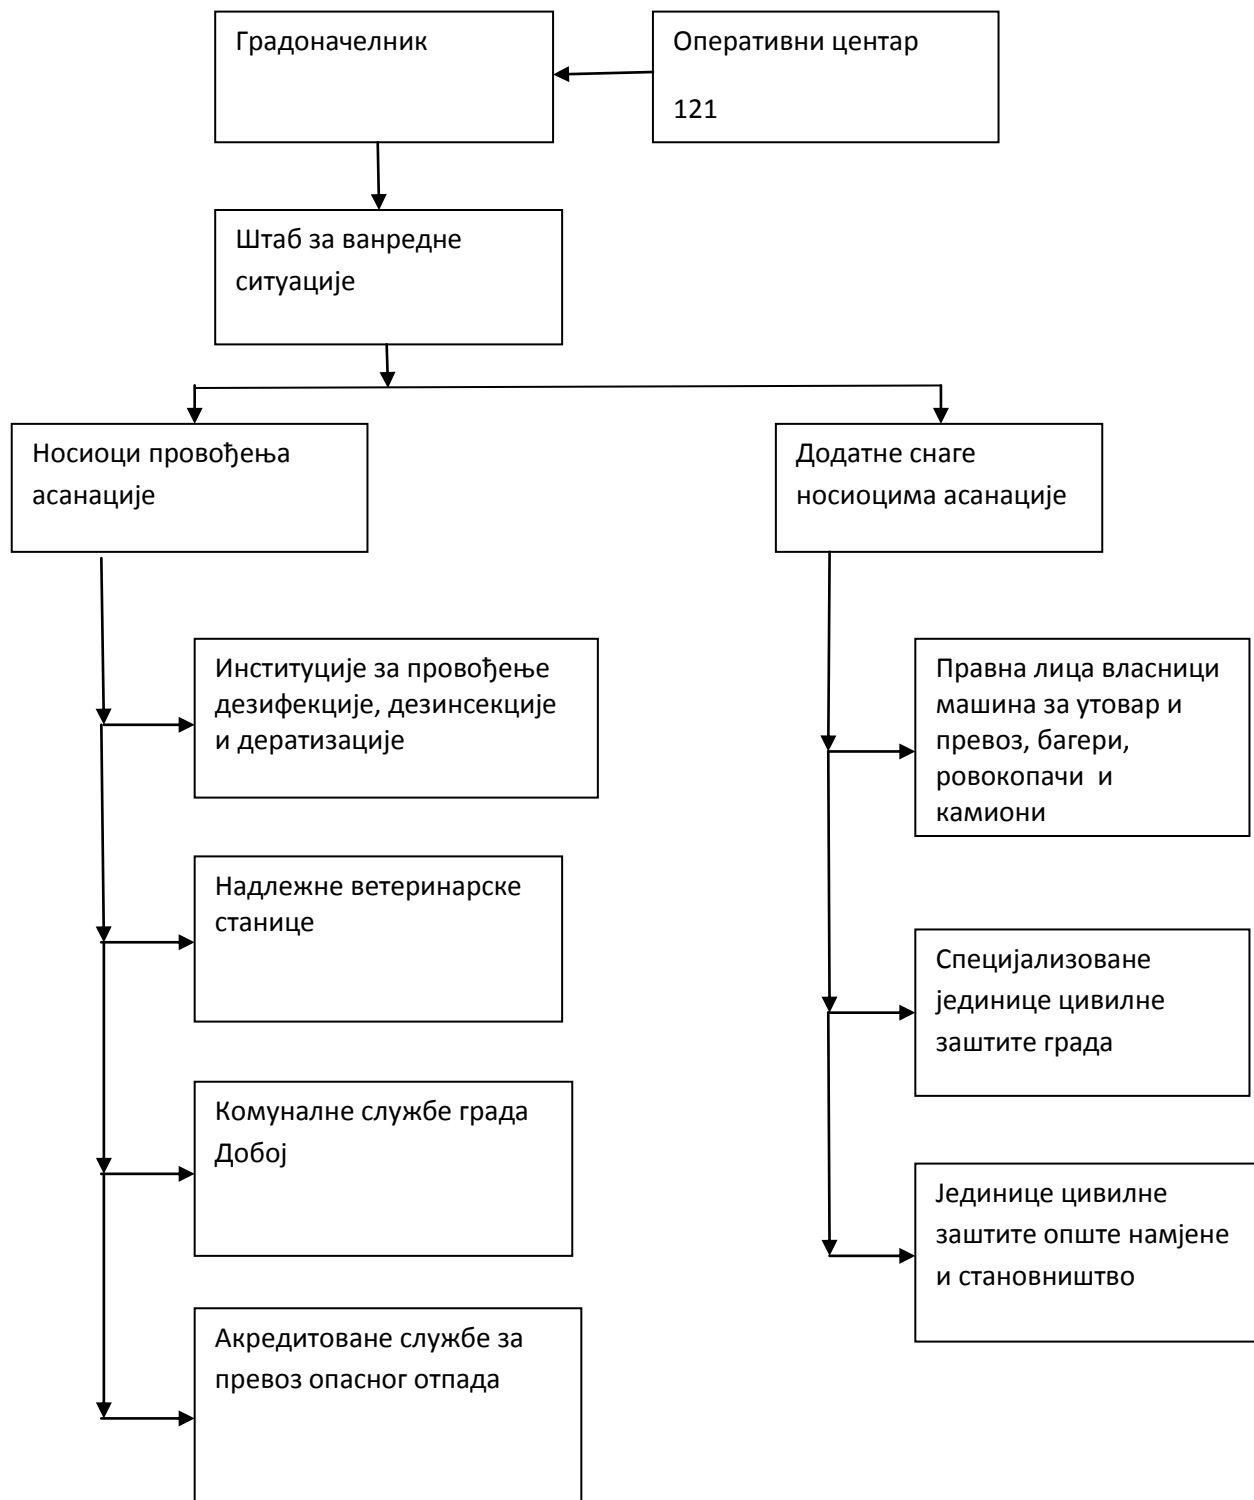 Градоначелник
Оперативни центар
121
Штаб за ванредне
ситуације
Носиоци провођења
асанације
Додатне снаге
носиоцима асанације
Институције за провођење
дезифекције, дезинсекције
и дератизације
Правна лица власници
машина за утовар и
превоз, багери,
ровокопачи  и
камиони
Надлежне ветеринарске
станице
Специјализоване
јединице цивилне
заштите града
Комуналне службе града
Добој
Јединице цивилне
заштите опште намјене
и становништво
Акредитоване службе за
превоз опасног отпада